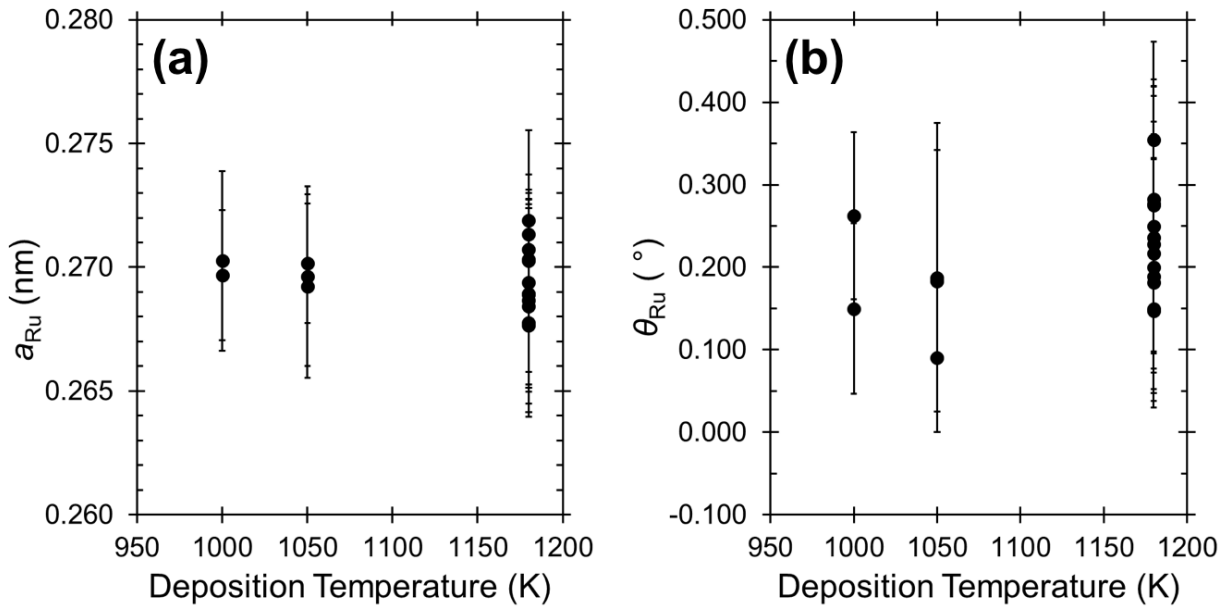 (a)
0.280
0.275
0.270
0.265
0.260
aRu (nm)
950 1000 1050 1100 1150 1200
Deposition Temperature (K)
(b)
0.500
0.400
0.300
0.200
0.100
0.000
-0.100
θRu ( °)
950 1000 1050 1100 1150 1200
Deposition Temperature (K)